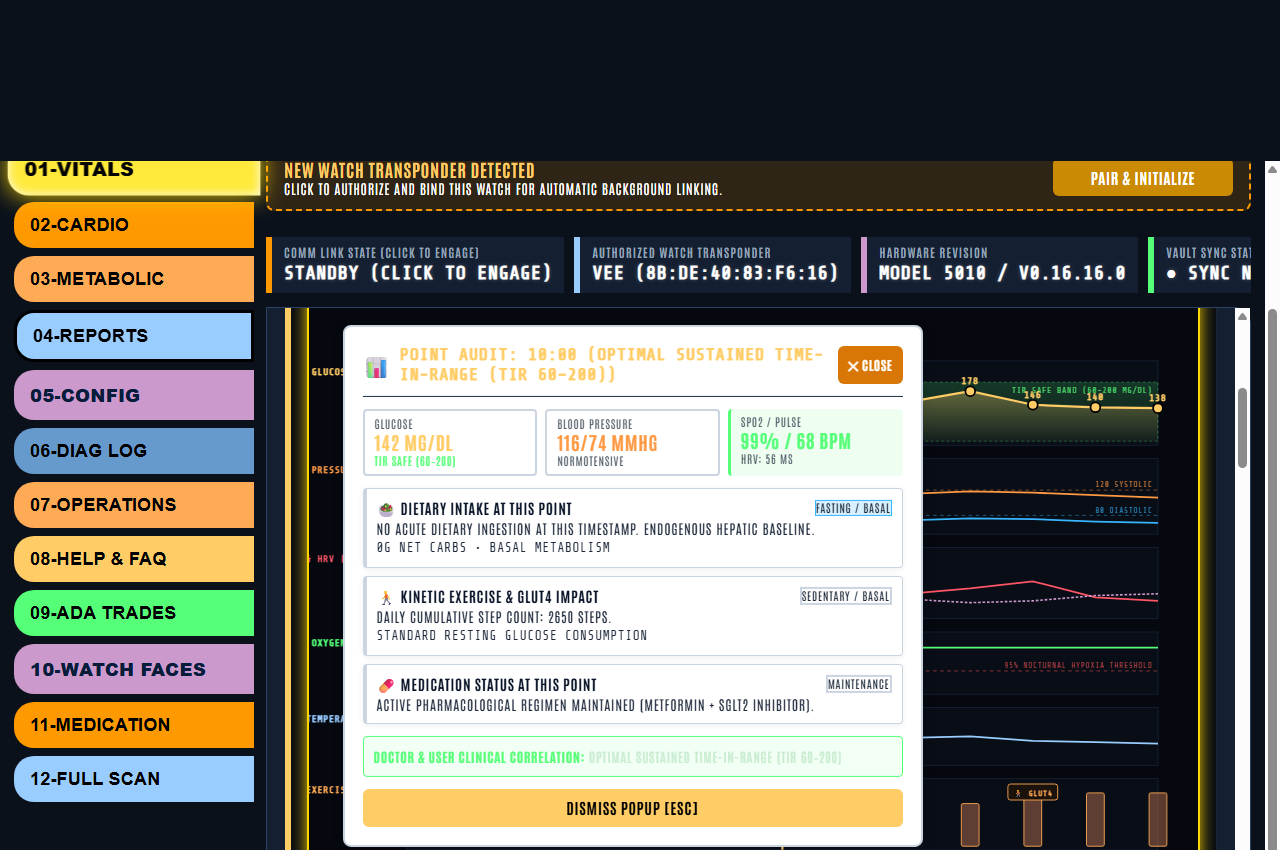 01-VITALS
02-CARDIO
03-METABOLIC
04-REPORTS
05-CONFIG
06-DIAG LOG
07-OPERATIONS
08-HELP & FAQ
09-ADA TRADES
10-WATCH FACES
11-MEDICATION
12-FULL SCAN
NEW WATCH TRANSPONDER DETECTED
CLICK TO AUTHORIZE AND BIND THIS WATCH FOR AUTOMATIC BACKGROUND LINKING.
PAIR & INITIALIZE
COMM LINK STATE (CLICK TO ENGAGE)
STANDBY (CLICK TO ENGAGE)
AUTHORIZED WATCH TRANSPONDER
VEE (8B:DE:40:83:F6:16)
HARDWARE REVISION
MODEL 5010 / V0.16.16.0
VAULT SYNC STAT
● SYNC N
GLUCOS
PRESSU
& HRV (
OXYGEN
TEMPERA
EXERCIS
POINT AUDIT: 10:00 (OPTIMAL SUSTAINED TIME-
IN-RANGE (TIR 60-200))
✕ CLOSE
GLUCOSE
142 MG/DL
TIR SAFE (60-200)
BLOOD PRESSURE
116/74 MMHG
NORMOTENSIVE
SPO2 / PULSE
99% / 68 BPM
HRV: 56 MS
DIETARY INTAKE AT THIS POINT
FASTING / BASAL
NO ACUTE DIETARY INGESTION AT THIS TIMESTAMP. ENDOGENOUS HEPATIC BASELINE.
0G NET CARBS · BASAL METABOLISM
KINETIC EXERCISE & GLUT4 IMPACT
SEDENTARY / BASAL
DAILY CUMULATIVE STEP COUNT: 2650 STEPS.
STANDARD RESTING GLUCOSE CONSUMPTION
MEDICATION STATUS AT THIS POINT
MAINTENANCE
ACTIVE PHARMACOLOGICAL REGIMEN MAINTAINED (METFORMIN + SGLT2 INHIBITOR).
DOCTOR & USER CLINICAL CORRELATION: OPTIMAL SUSTAINED TIME-IN-RANGE (TIR 60-200)
DISMISS POPUP [ESC]
178
146
140
138
TIR SAFE BAND (60-200 MG/DL)
120 SYSTOLIC
80 DIASTOLIC
95% NOCTURNAL HYPOXIA THRESHOLD
GLUT4